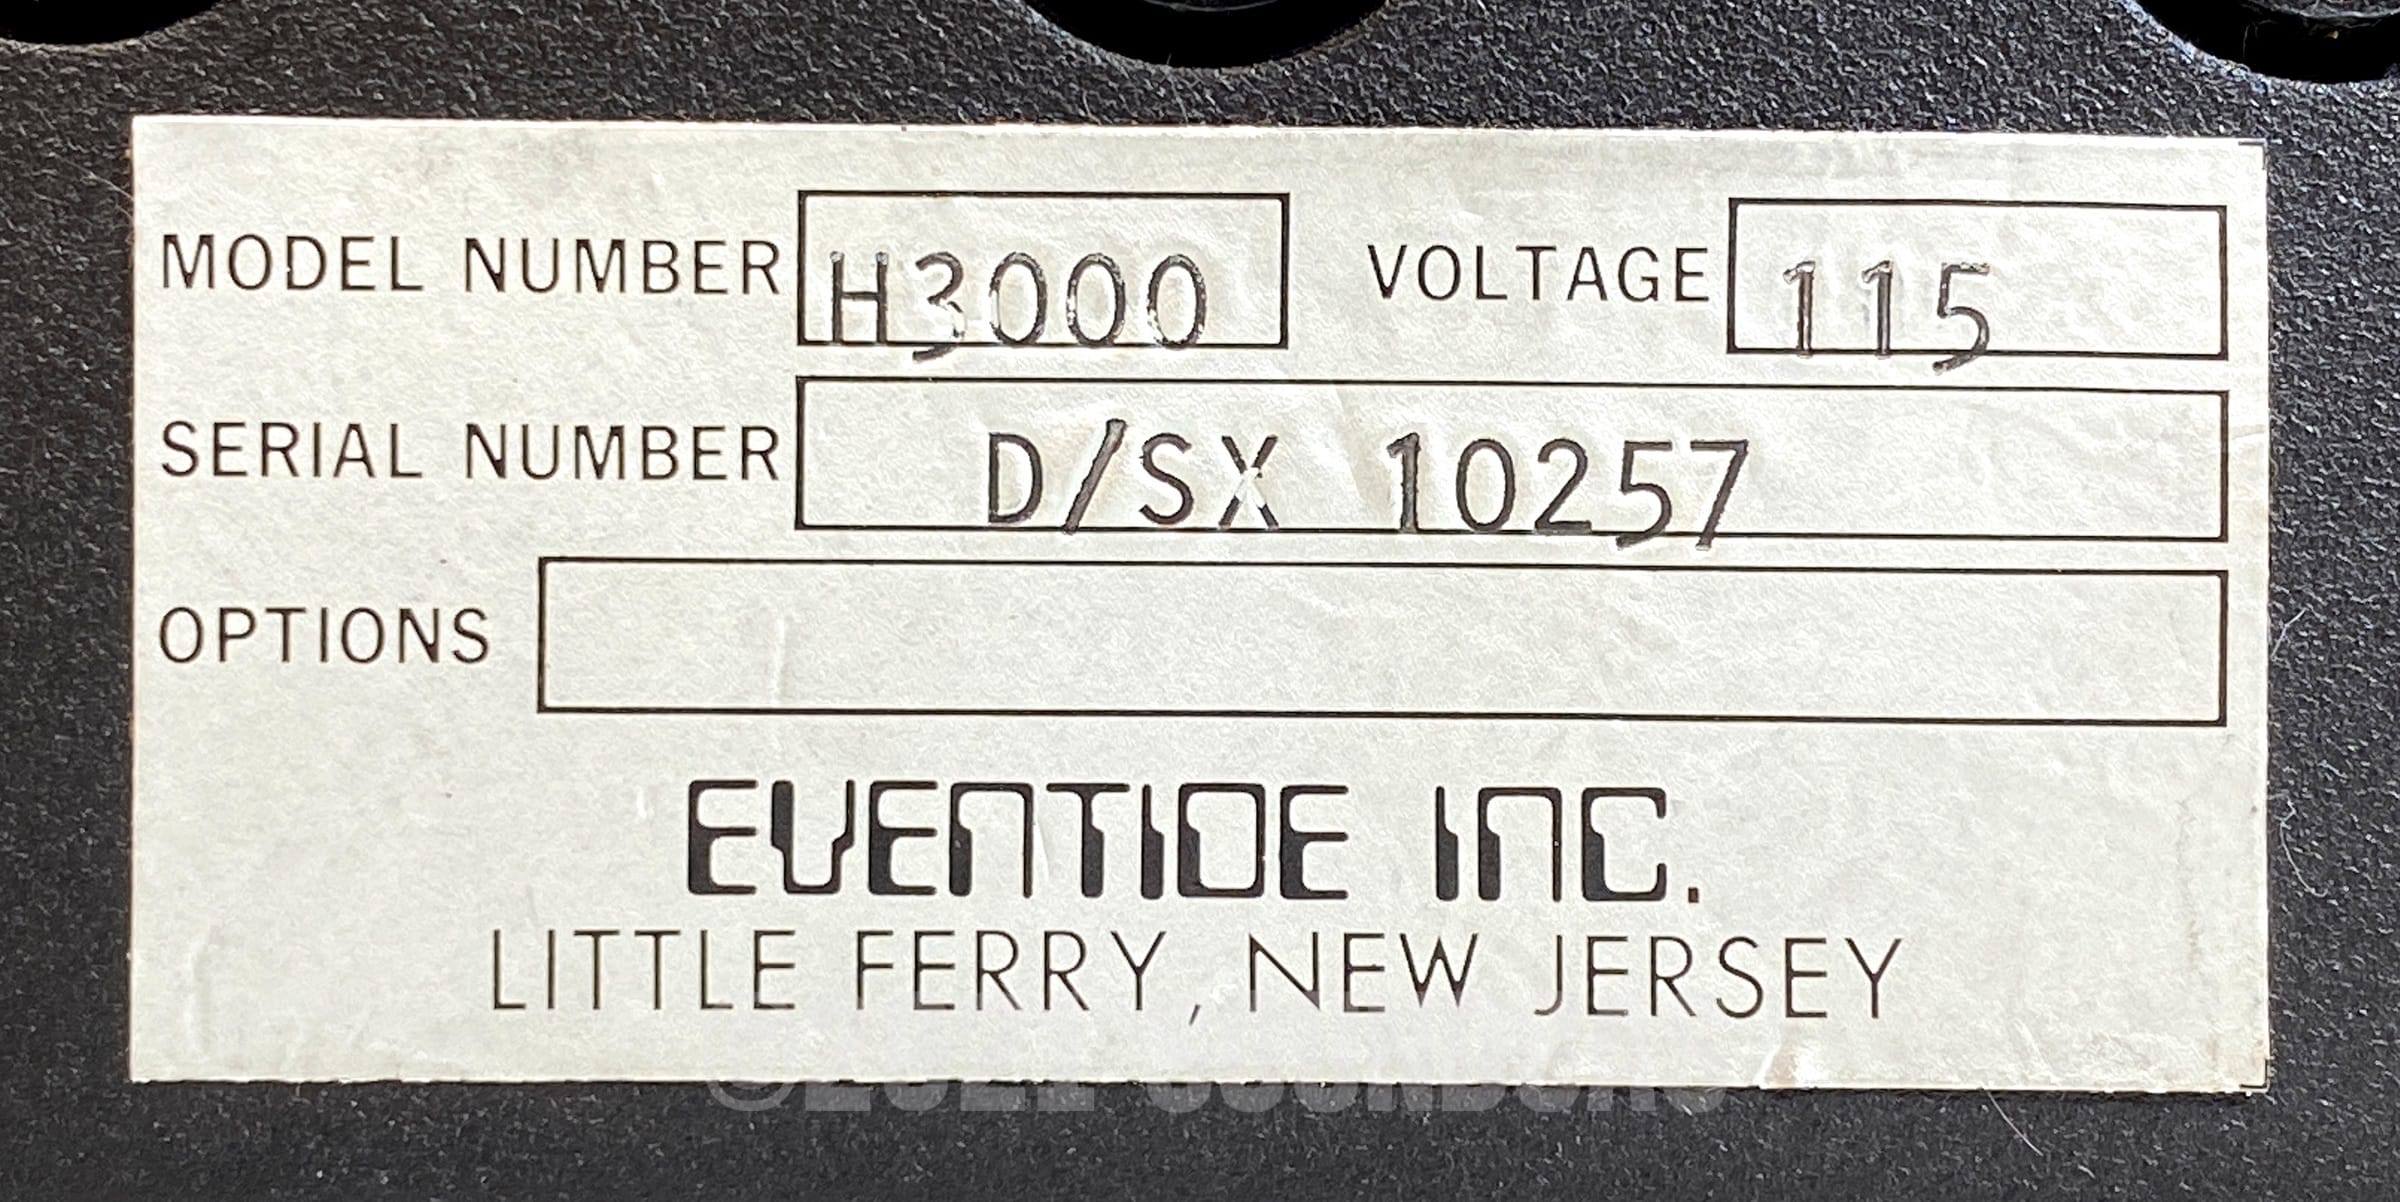 MODEL NUMBER H3000 VOLTAGE 115
SERIAL NUMBER D/SX 10257
OPTIONS
EVENTIDE INC.
LITTLE FERRY, NEW JERSEY